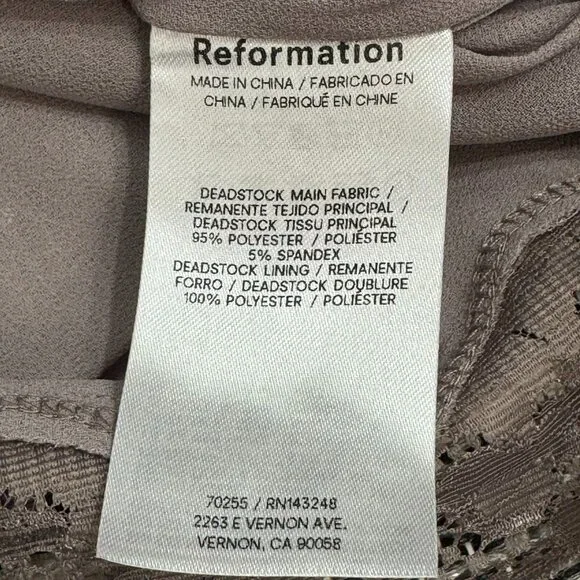 Reformation
MADE IN CHINA / FABRICADO EN
CHINA / FABRIQUÉ EN CHINE
DEADSTOCK MAIN FABRIC /
REMANENTE TEJIDO PRINCIPAL /
DEADSTOCK TISSU PRINCIPAL /
95% POLYESTER / POLIÉSTER
5% SPANDEX
DEADSTOCK LINING / REMANENTE
FORRO / DEADSTOCK DOUBLURE
100% POLYESTER / POLIÉSTER
70255 / RN143248
2263 E VERNON AVE.
VERNON, CA 90058